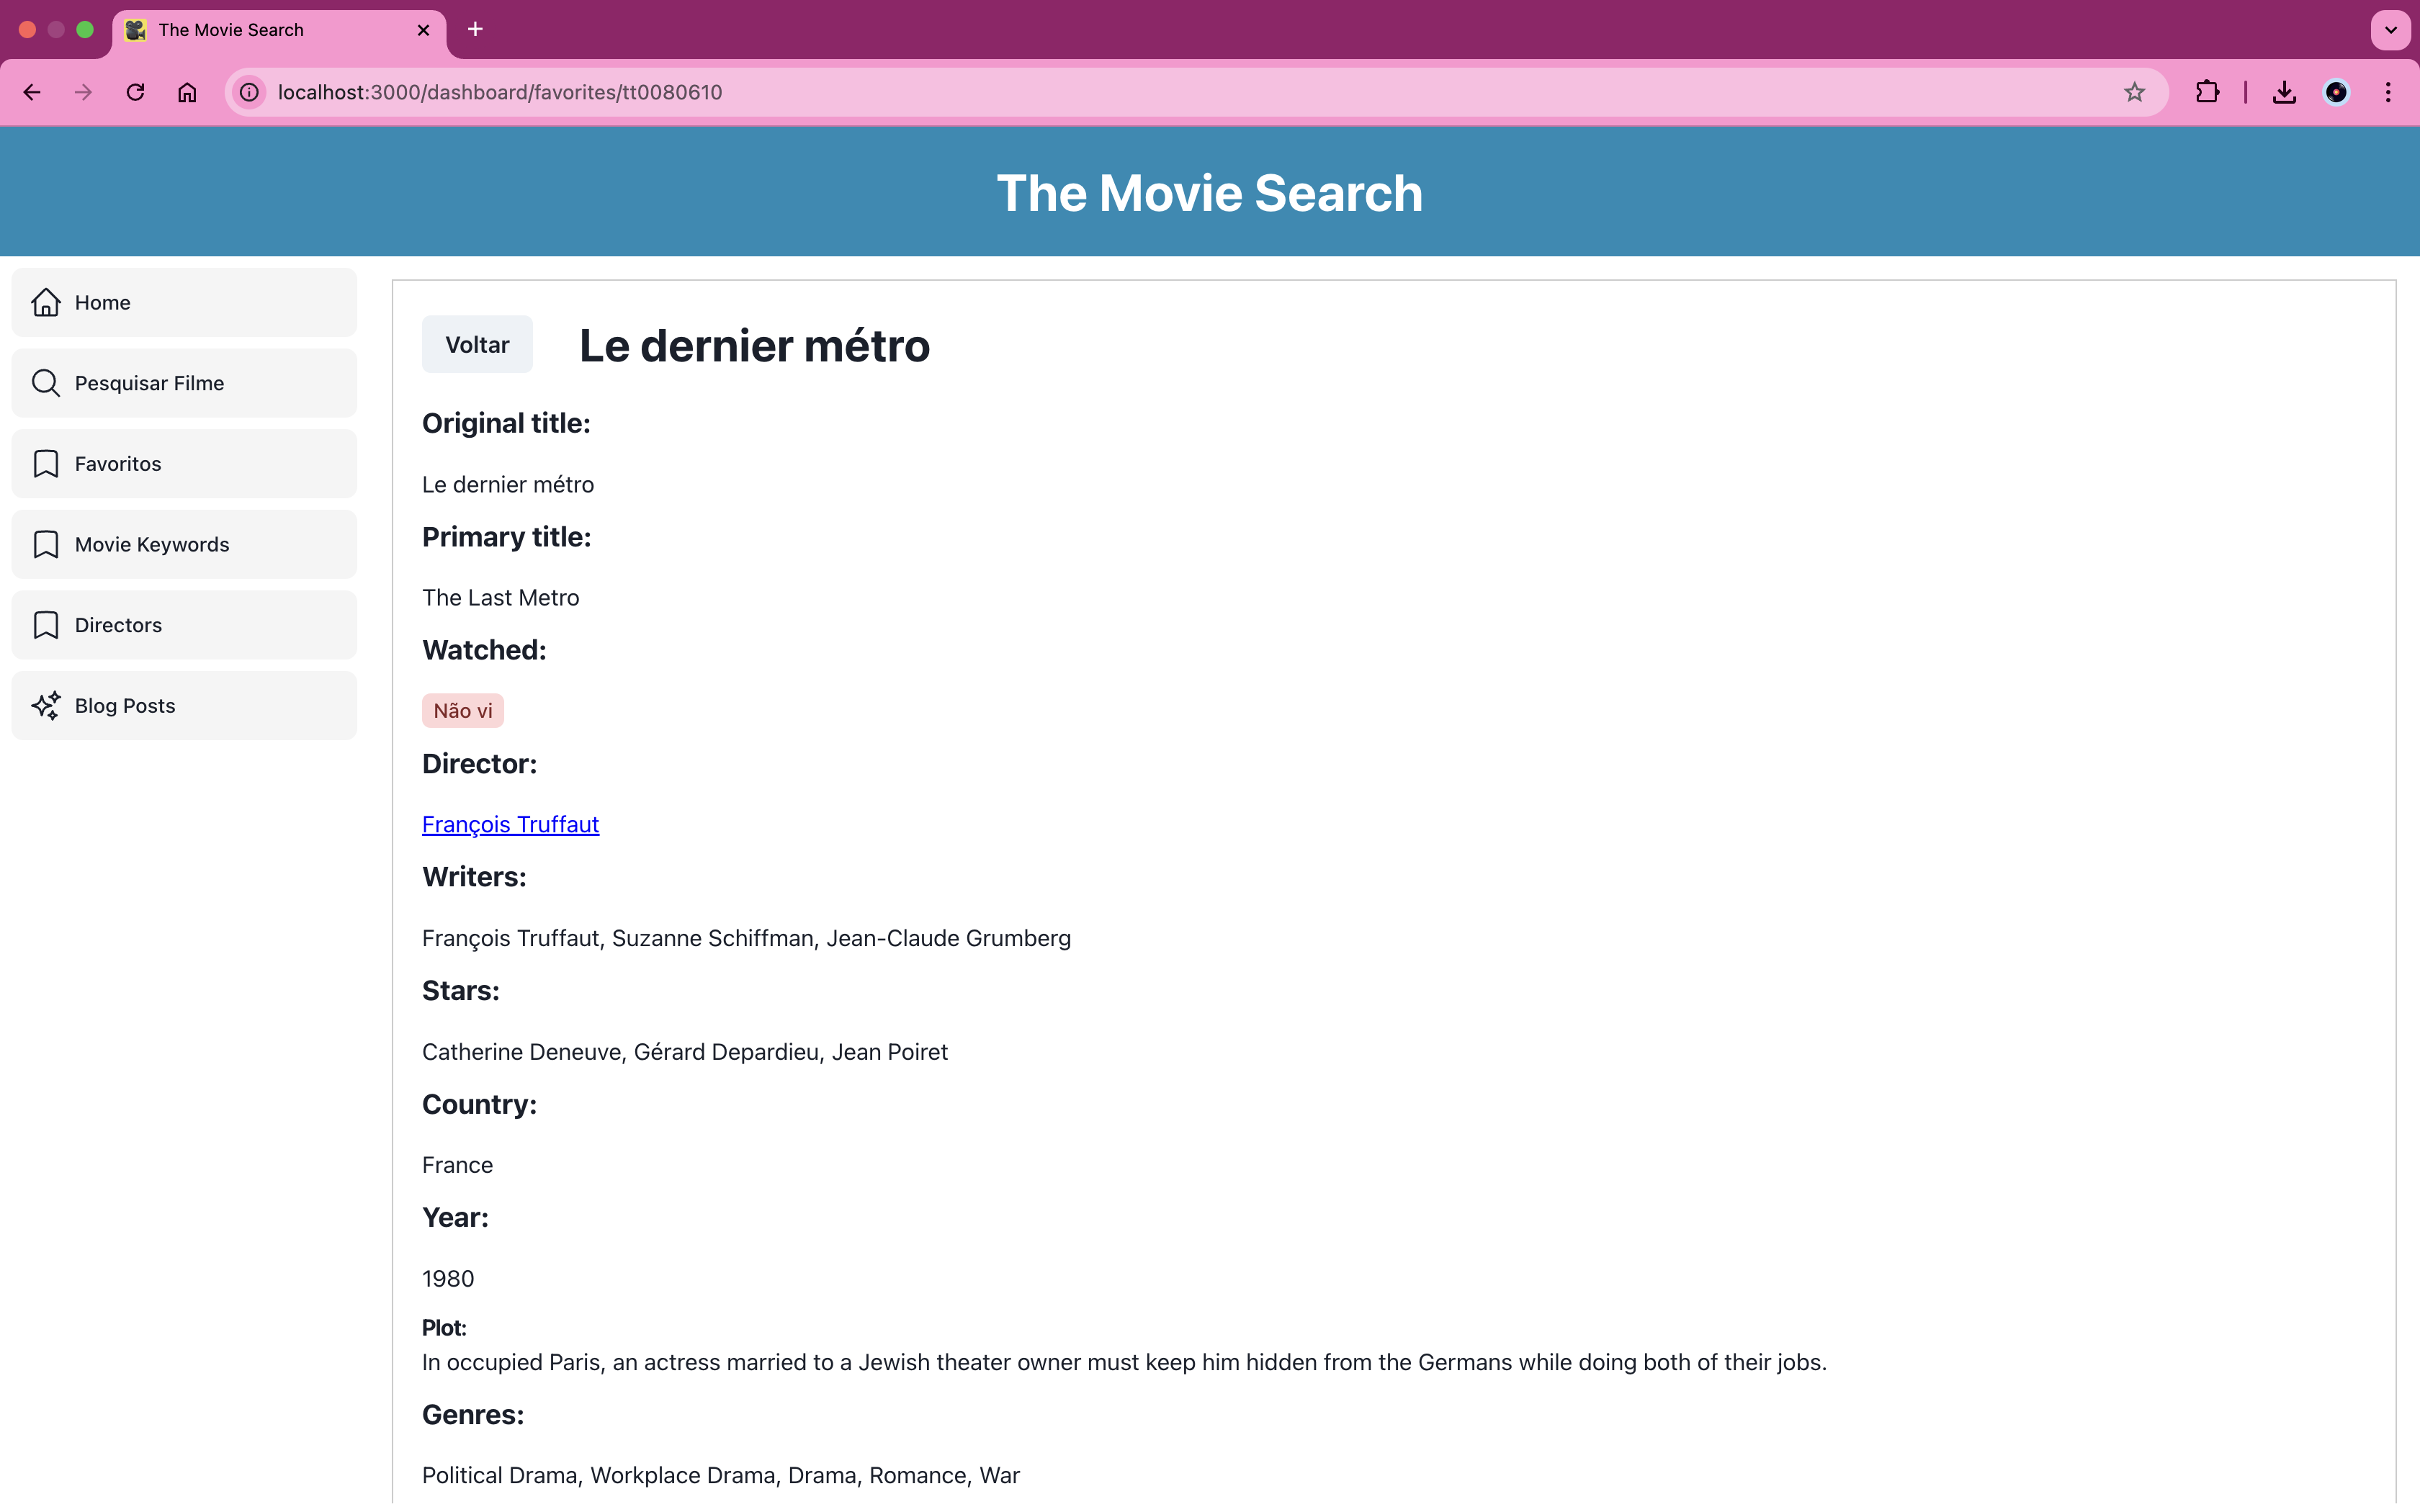 The Movie Search
localhost:3000/dashboard/favorites/tt0080610
The Movie Search
Home
Pesquisar Filme
Favoritos
Movie Keywords
Directors
Blog Posts
Voltar
Le dernier métro
Original title:
Le dernier métro
Primary title:
The Last Metro
Watched:
Não vi
Director:
François Truffaut
Writers:
François Truffaut, Suzanne Schiffman, Jean-Claude Grumberg
Stars:
Catherine Deneuve, Gérard Depardieu, Jean Poiret
Country:
France
Year:
1980
Plot:
In occupied Paris, an actress married to a Jewish theater owner must keep him hidden from the Germans while doing both of their jobs.
Genres:
Political Drama, Workplace Drama, Drama, Romance, War